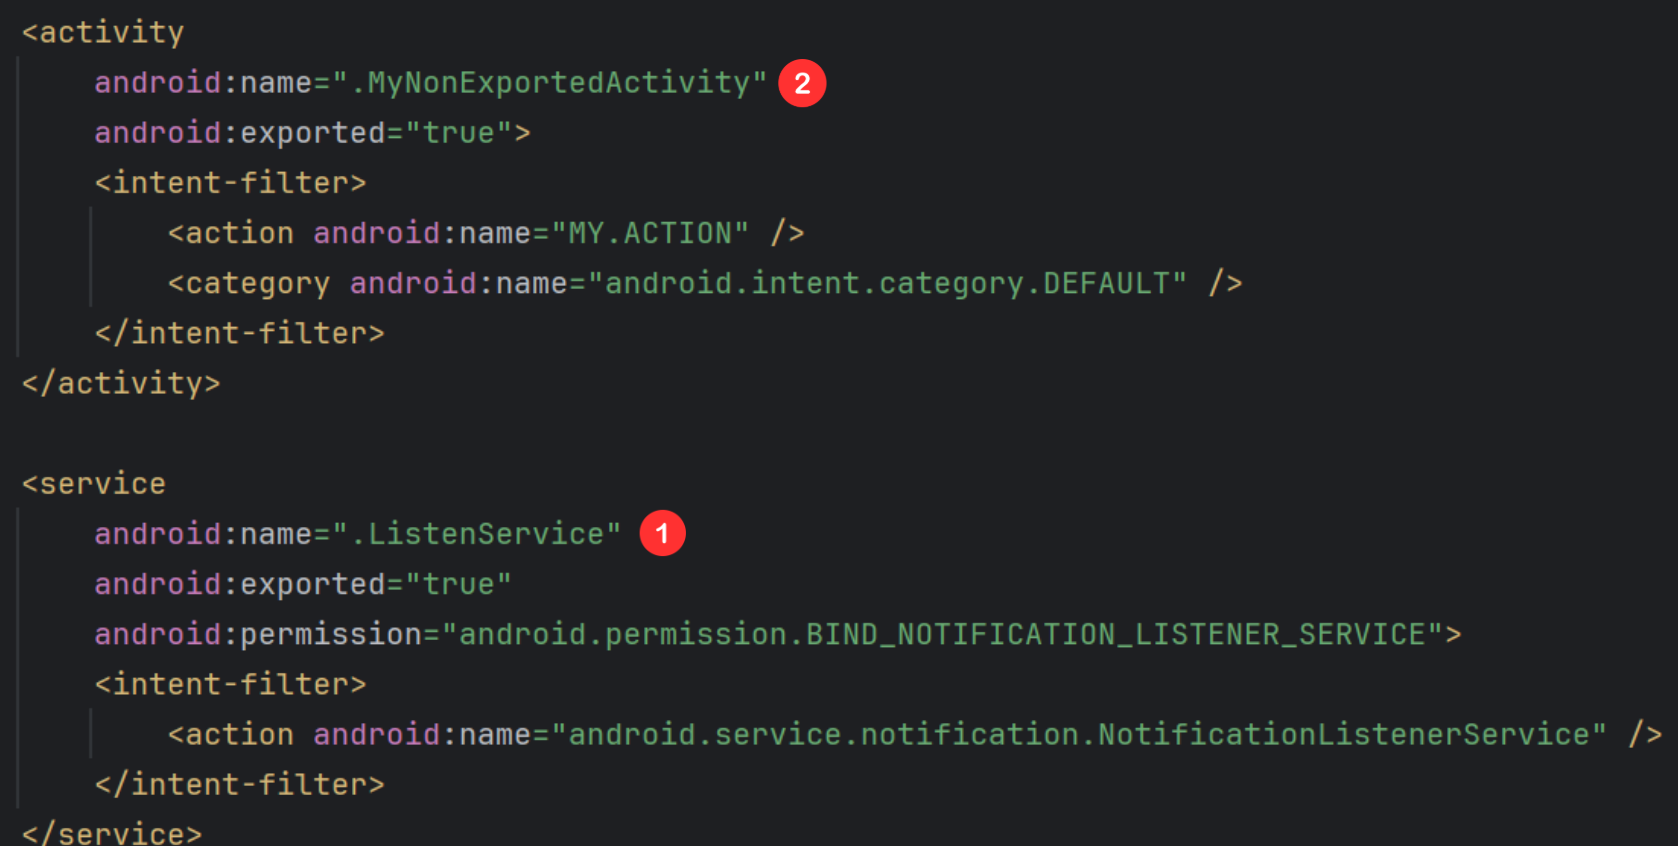 <activity
android:name=".MyNonExportedActivity" 2
android:exported="true">
<intent-filter>
<action android:name="MY.ACTION" />
<category android:name="android.intent.category.DEFAULT" />
</intent-filter>
</activity>
<service
android:name=".ListenService" 1
android:exported="true"
android:permission="android.permission.BIND_NOTIFICATION_LISTENER_SERVICE">
<intent-filter>
<action android:name="android.service.notification.NotificationListenerService" />
</intent-filter>
</service>